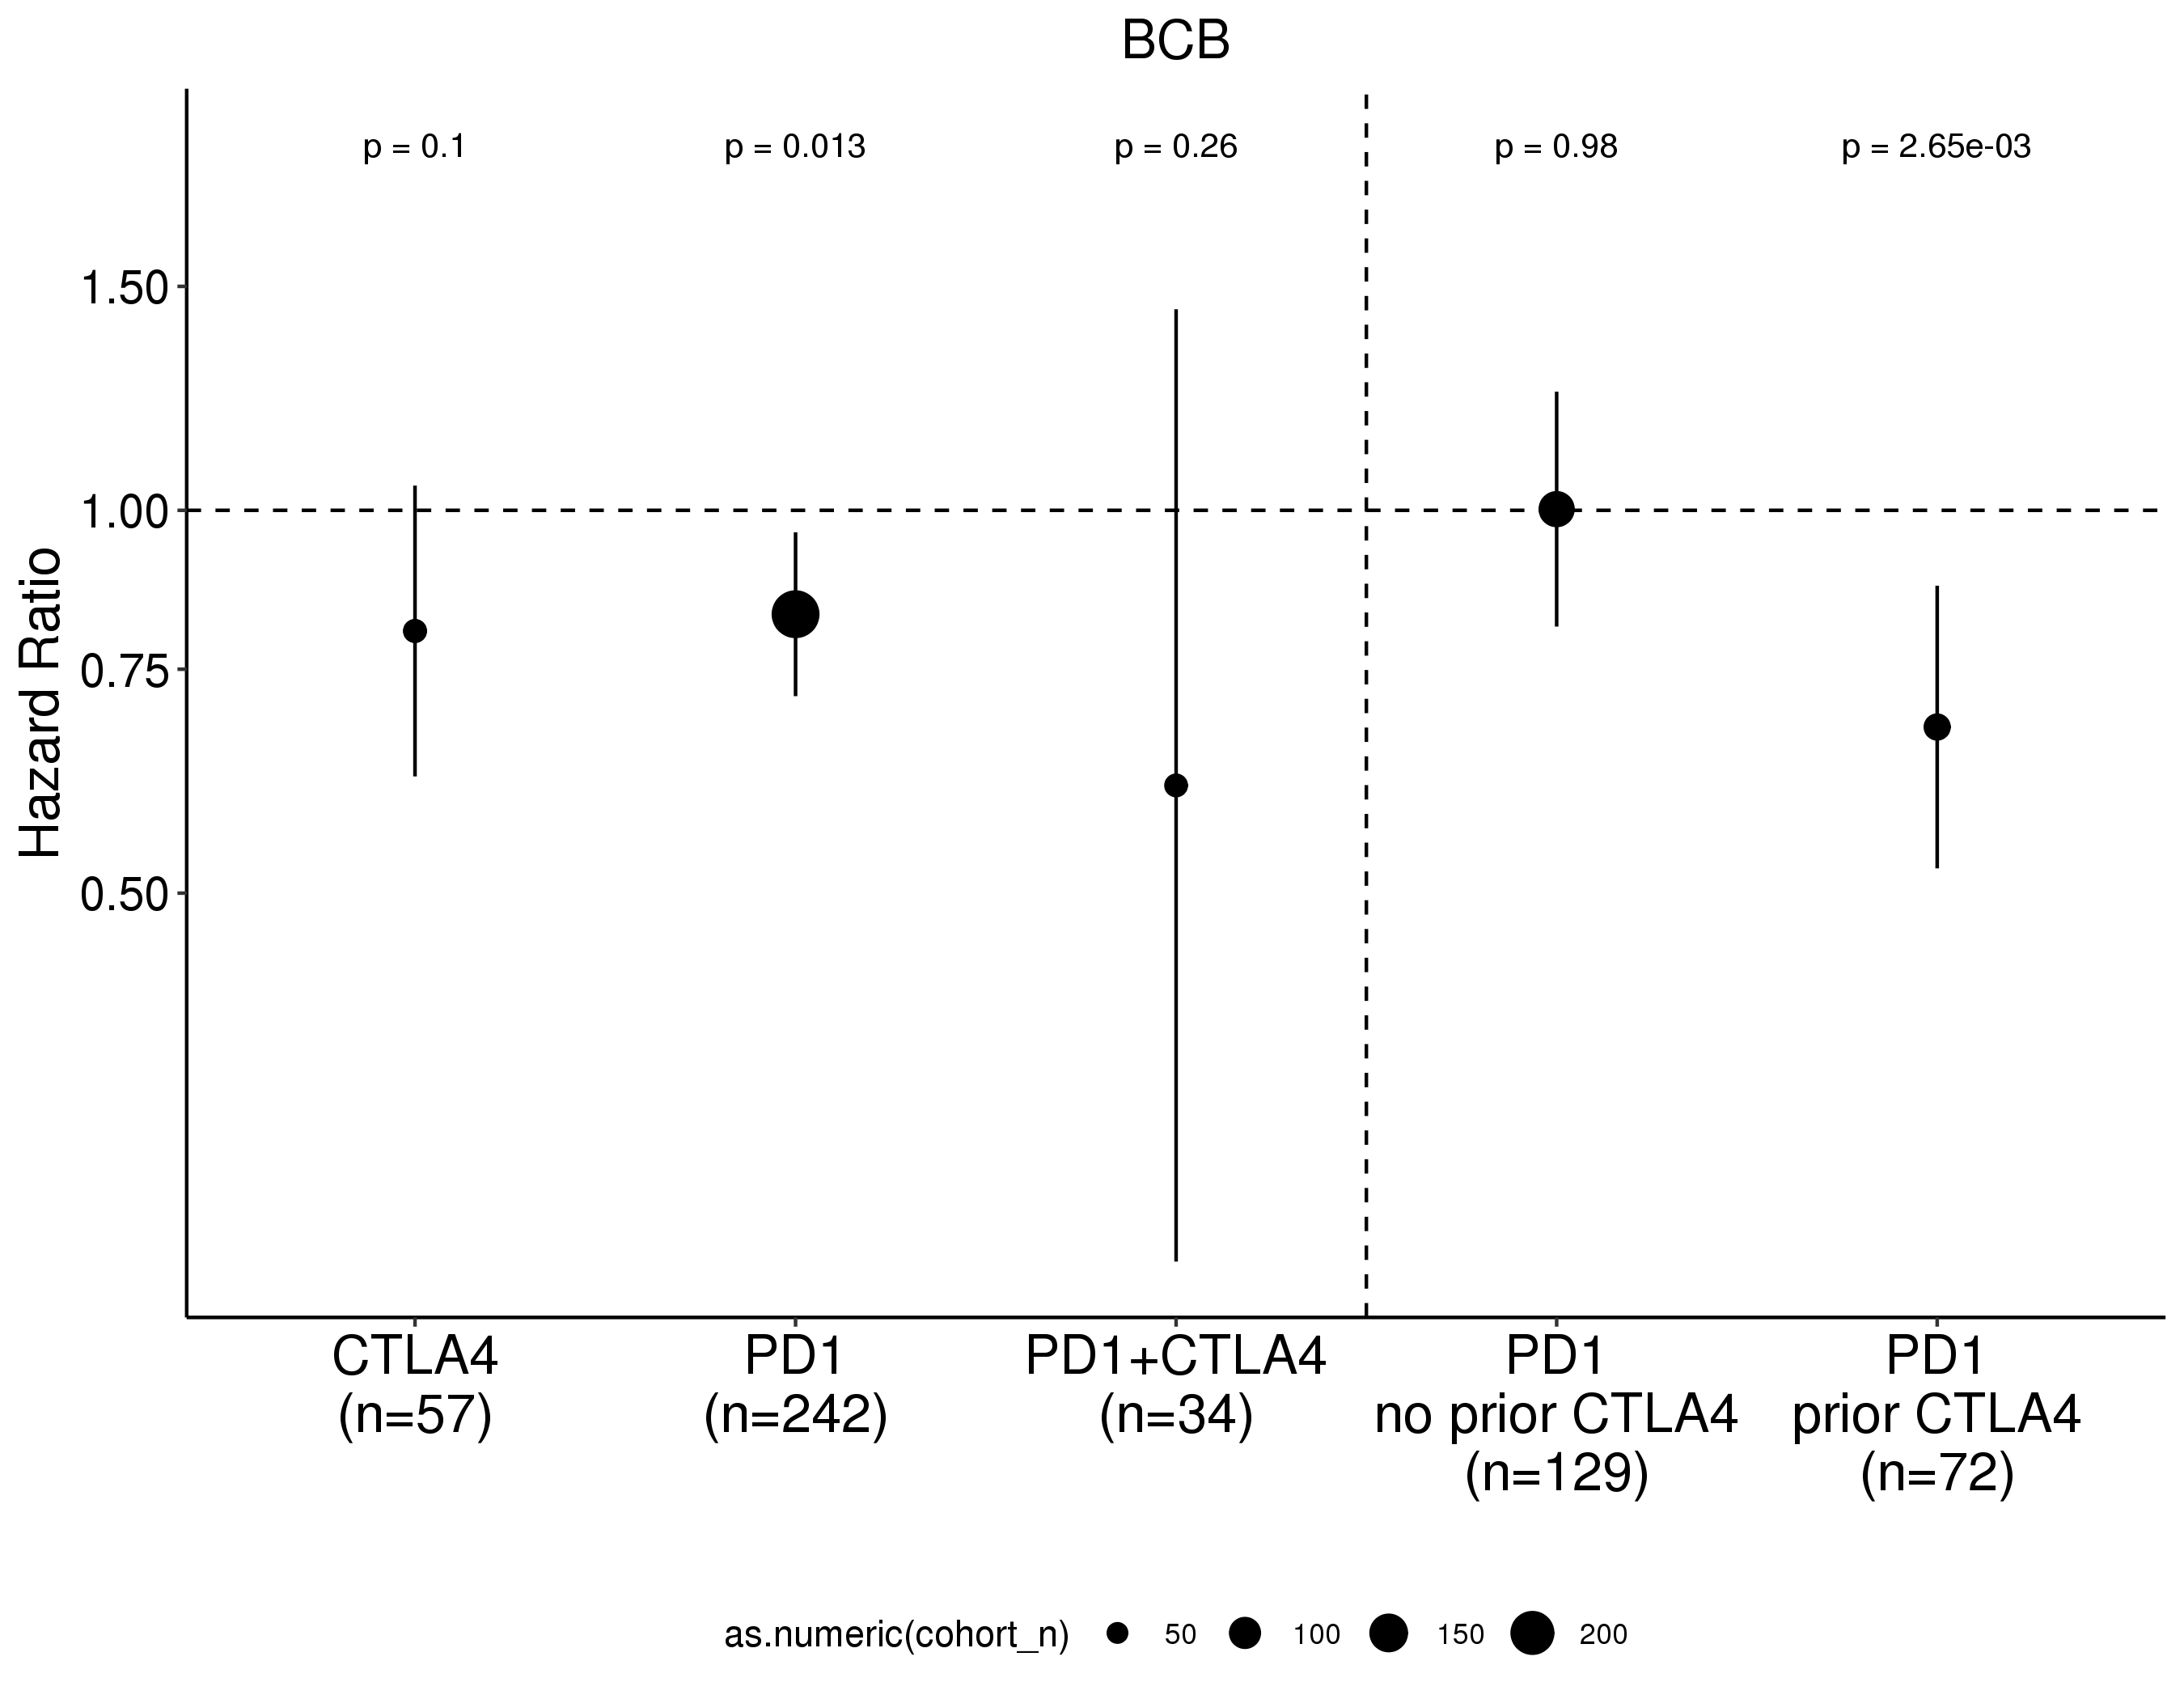 BCB
p = 0.1
p = 0.013
p = 0.26
p = 0.98
p = 2.65e-03
Hazard Ratio
1.50
1.00
0.75
0.50
CTLA4
(n=57)
PD1
(n=242)
PD1+CTLA4
(n=34)
PD1
no prior CTLA4
(n=129)
PD1
prior CTLA4
(n=72)
as.numeric(cohort_n) 50 100 150 200